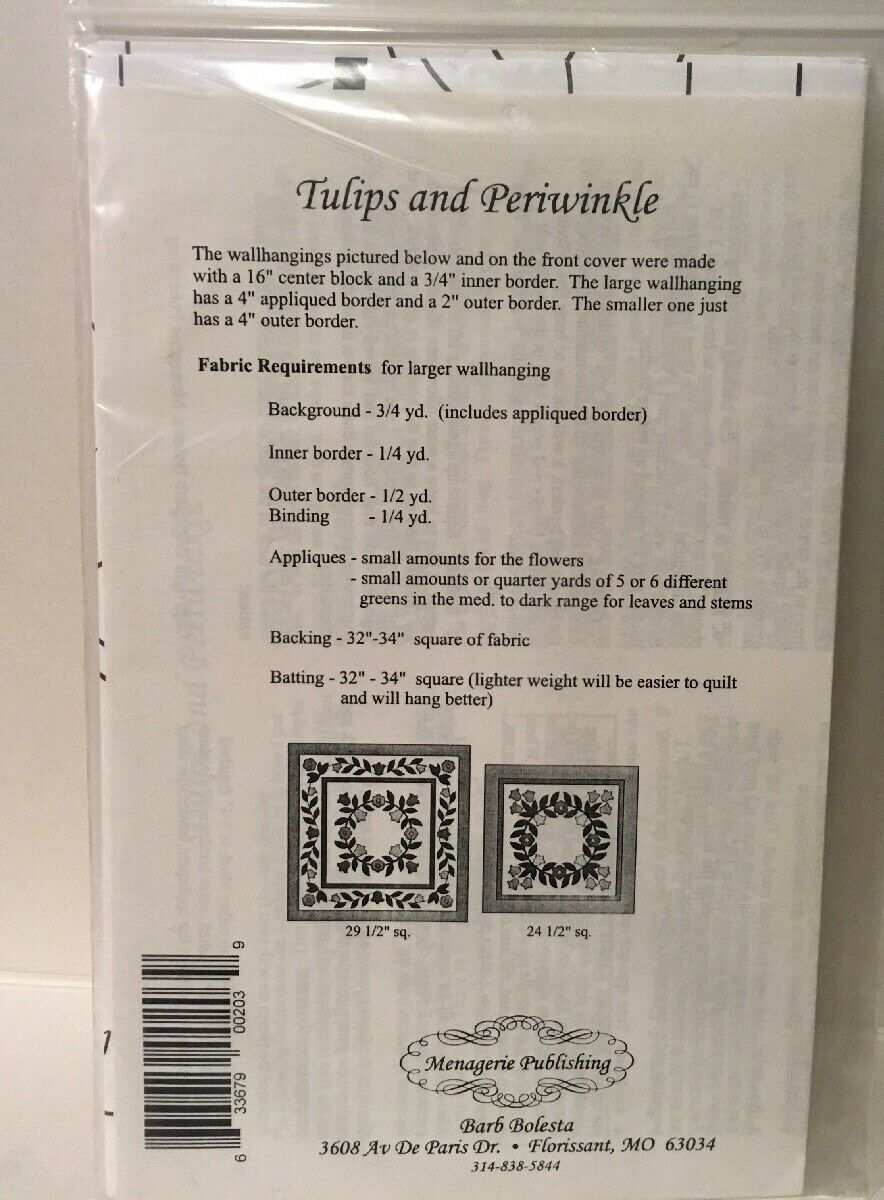 Tulips and Periwinkle
The wallhangings pictured below and on the front cover were made
with a 16" center block and a 3/4" inner border. The large wallhanging
has a 4" appliqued border and a 2" outer border. The smaller one just
has a 4" outer border.
Fabric Requirements for larger wallhanging
Background - 3/4 yd. (includes appliqued border)
Inner border - 1/4 yd.
Outer border - 1/2 yd.
Binding - 1/4 yd.
Appliques - small amounts for the flowers
- small amounts or quarter yards of 5 or 6 different
greens in the med. to dark range for leaves and stems
Backing - 32"-34" square of fabric
Batting - 32" - 34" square (lighter weight will be easier to quilt
and will hang better)
29 1/2" sq.
24 1/2" sq.
6 33679 00203 9
Menagerie Publishing
Barb Bolesta
3608 Av De Paris Dr. • Florissant, MO 63034
314-838-5844